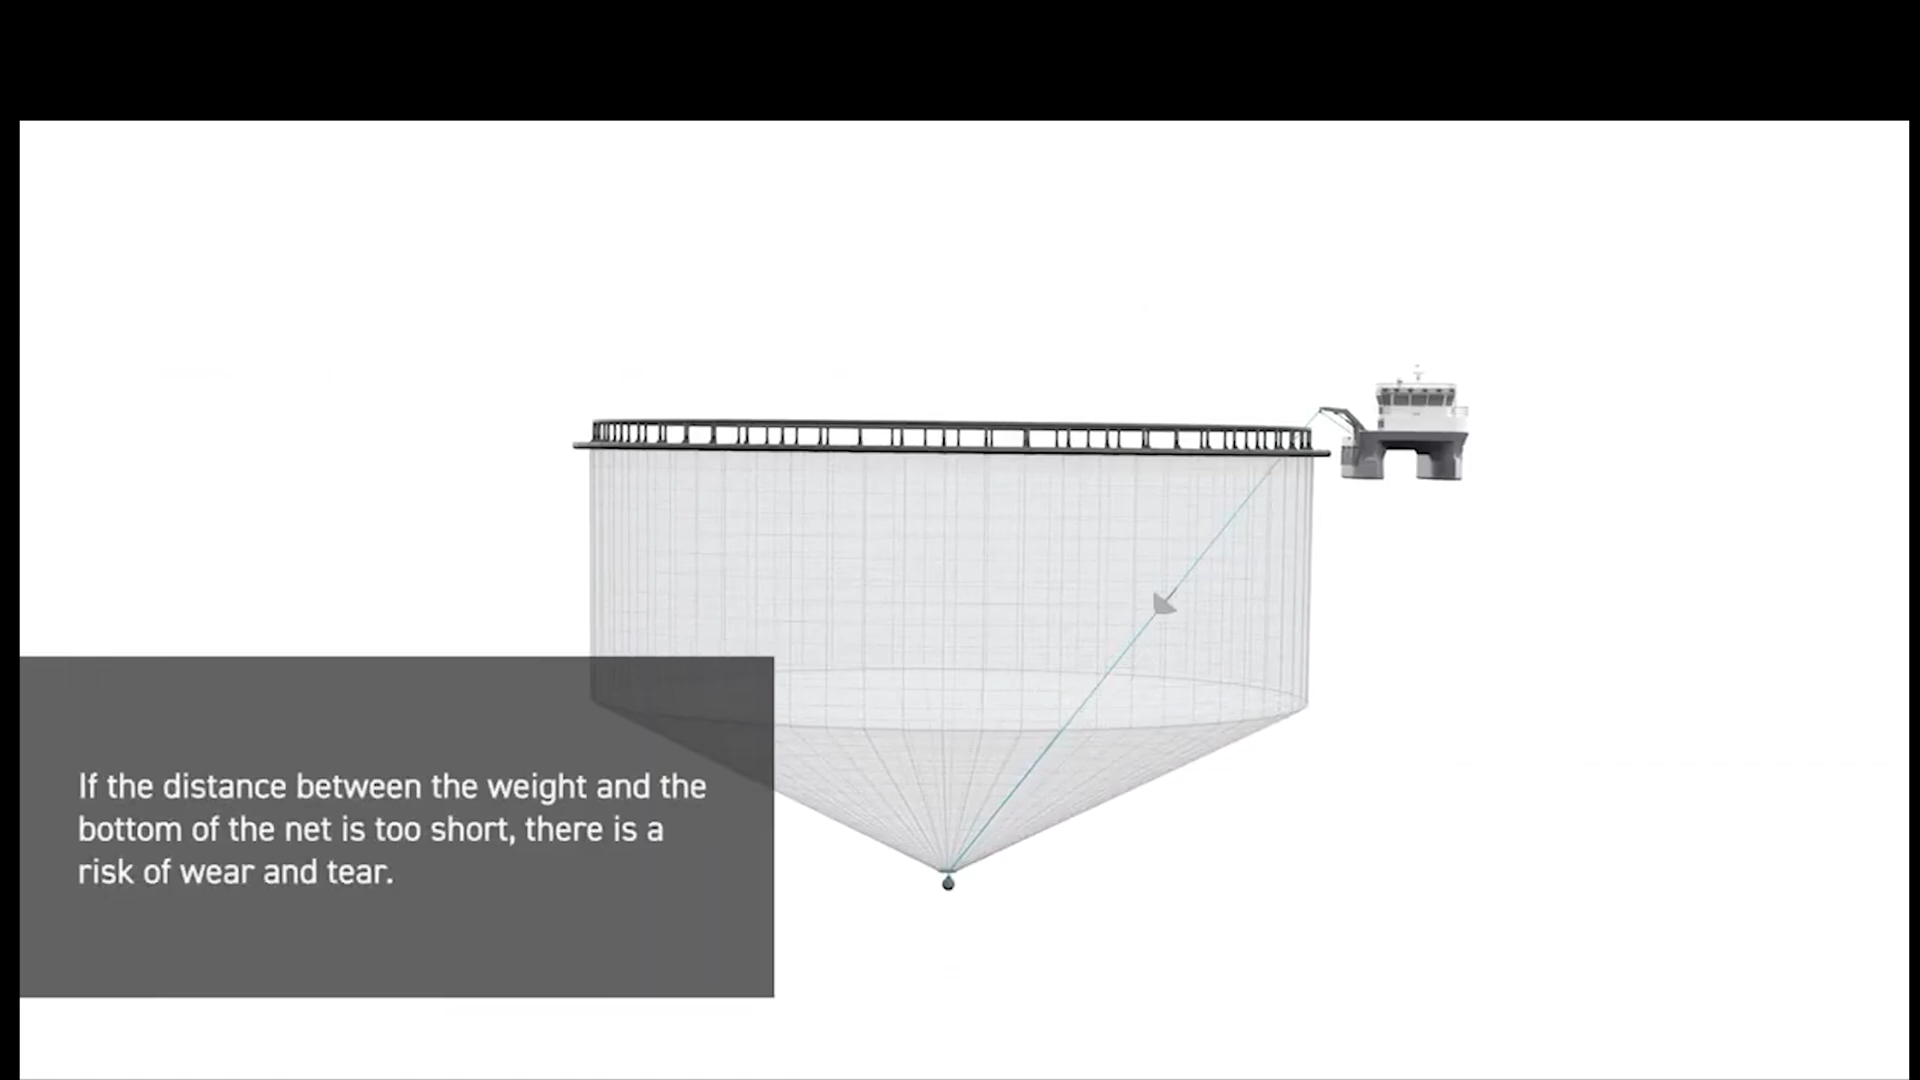 If the distance between the weight and the
bottom of the net is too short, there is a
risk of wear and tear.